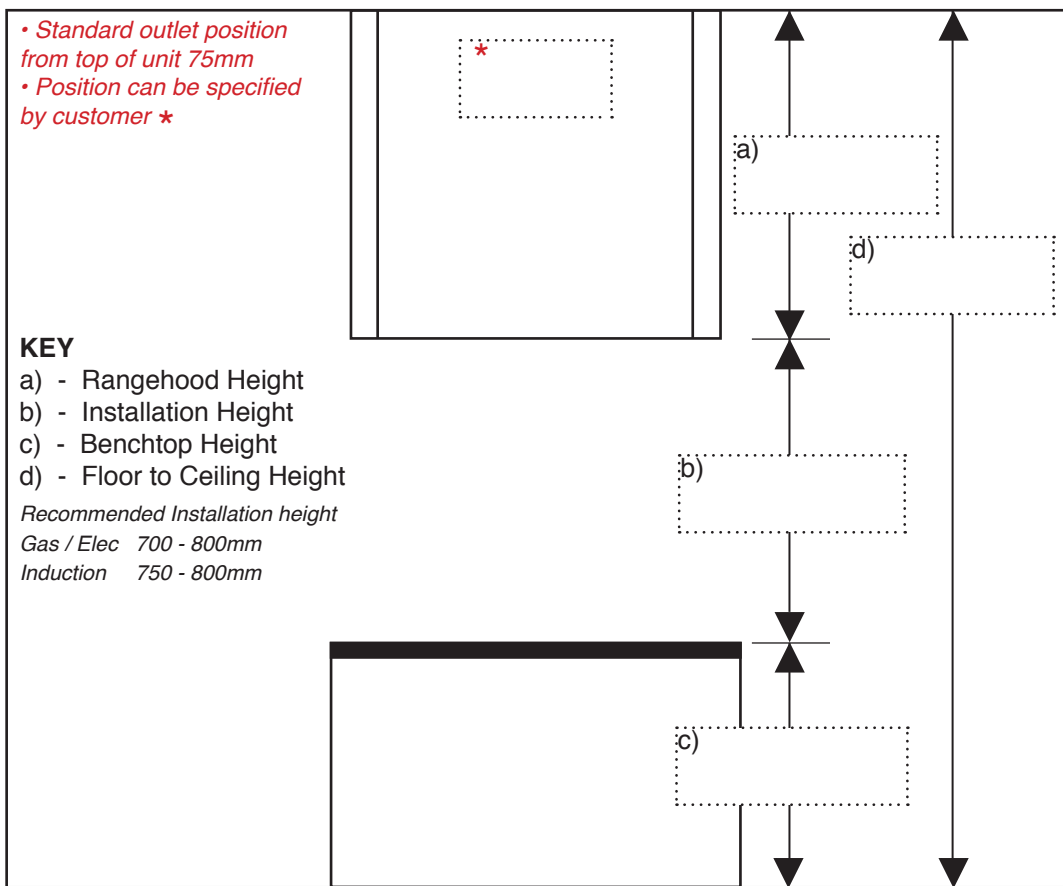 • Standard outlet position
from top of unit 75mm
• Position can be specified
by customer *
*
a)
d)
KEY
a) - Rangehood Height
b) - Installation Height
c) - Benchtop Height
d) - Floor to Ceiling Height
Recommended Installation height
Gas / Elec 700 - 800mm
Induction 750 - 800mm
b)
c)